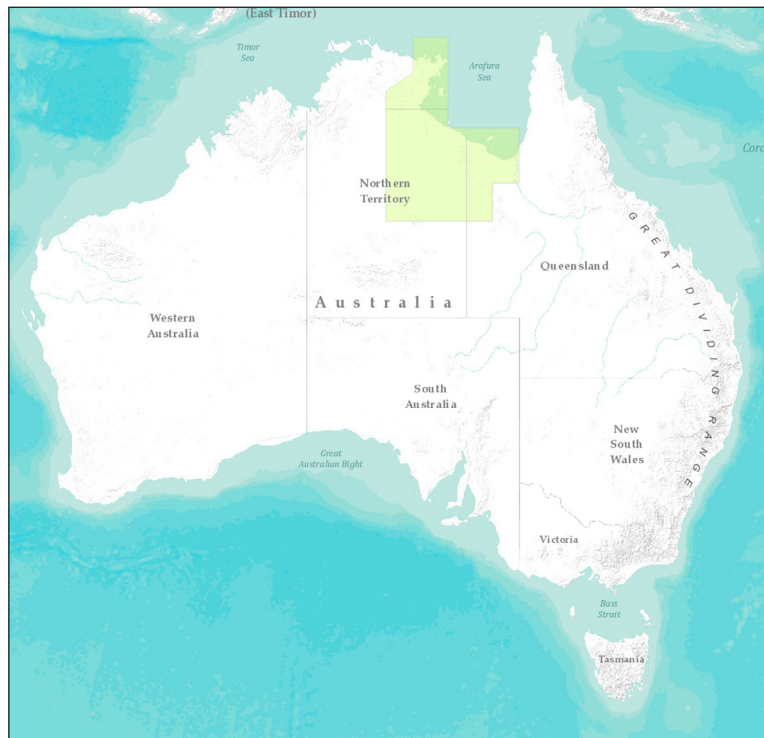 (East Timor)
Timor
Sea
Arafura
Sea
Northern
Territory
Queensland
Australia
Western
Australia
South
Australia
New
South
Wales
Great
Australian Bight
Victoria
Bass
Strait
Tasmania
GREAT DIVIDING RANGE